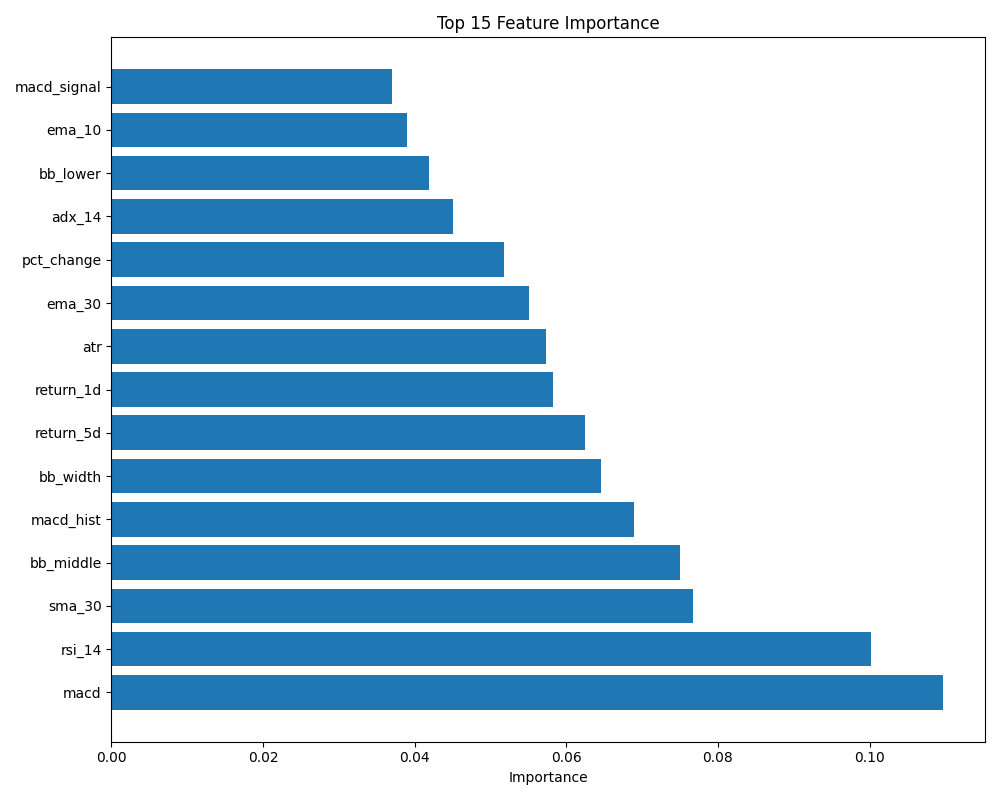 Top 15 Feature Importance
macd_signal
ema_10
bb_lower
adx_14
pct_change
ema_30
atr
return_1d
return_5d
bb_width
macd_hist
bb_middle
sma_30
rsi_14
macd
0.00 0.02 0.04 0.06 0.08 0.10
Importance